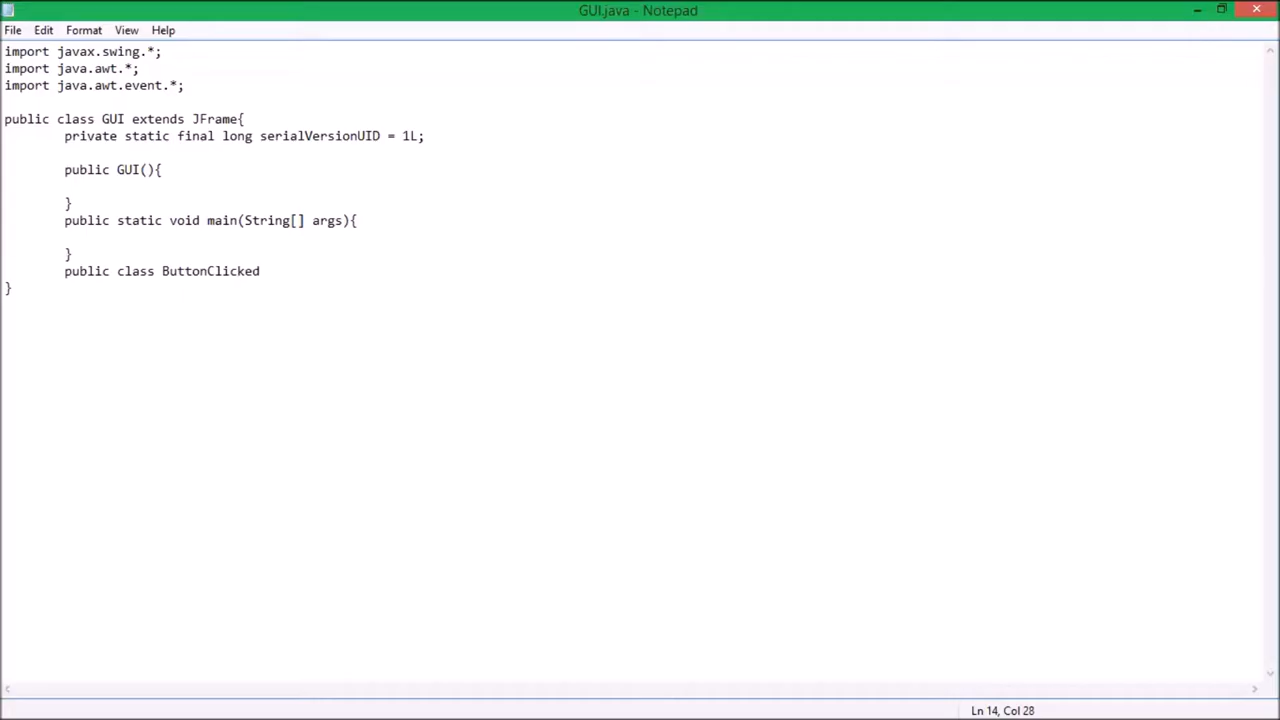 GUI.java - Notepad
File Edit Format View Help
import javax.swing.*;
import java.awt.*;
import java.awt.event.*;
public class GUI extends JFrame{
private static final long serialVersionUID = 1L;
public GUI(){
}
public static void main(String[] args){
}
public class ButtonClicked
}
Ln 14, Col 28